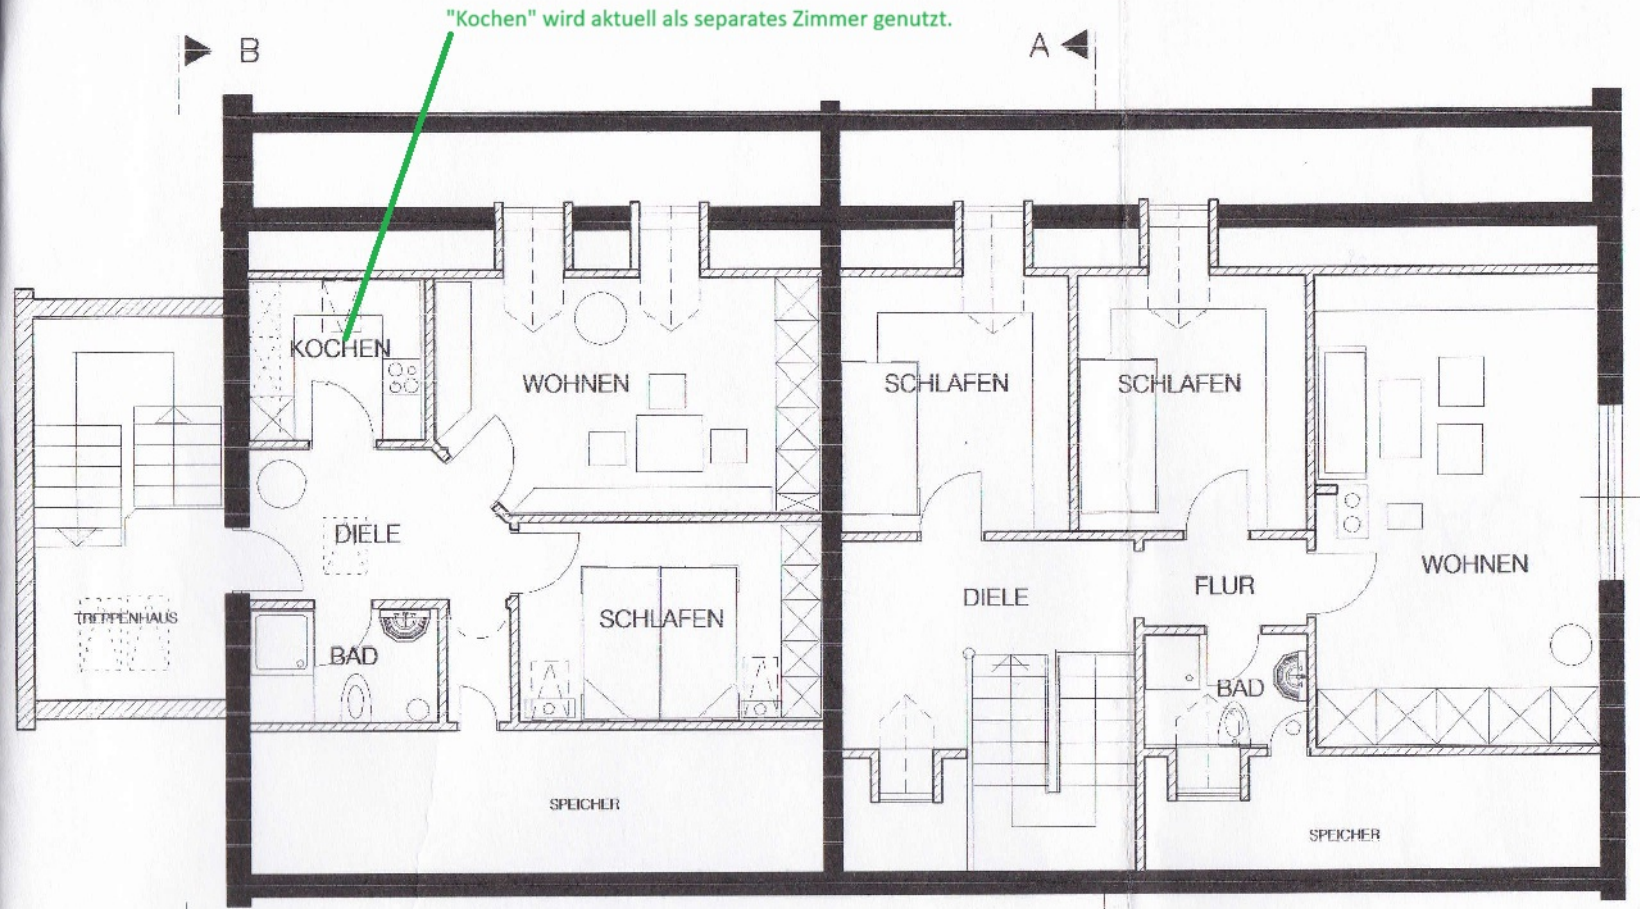 "Kochen" wird aktuell als separates Zimmer genutzt.
B
A
KOCHEN
WOHNEN
SCHLAFEN
SCHLAFEN
DIELE
WOHNEN
FLUR
DIELE
TREPPENHAUS
SCHLAFEN
BAD
BAD
SPEICHER
SPEICHER